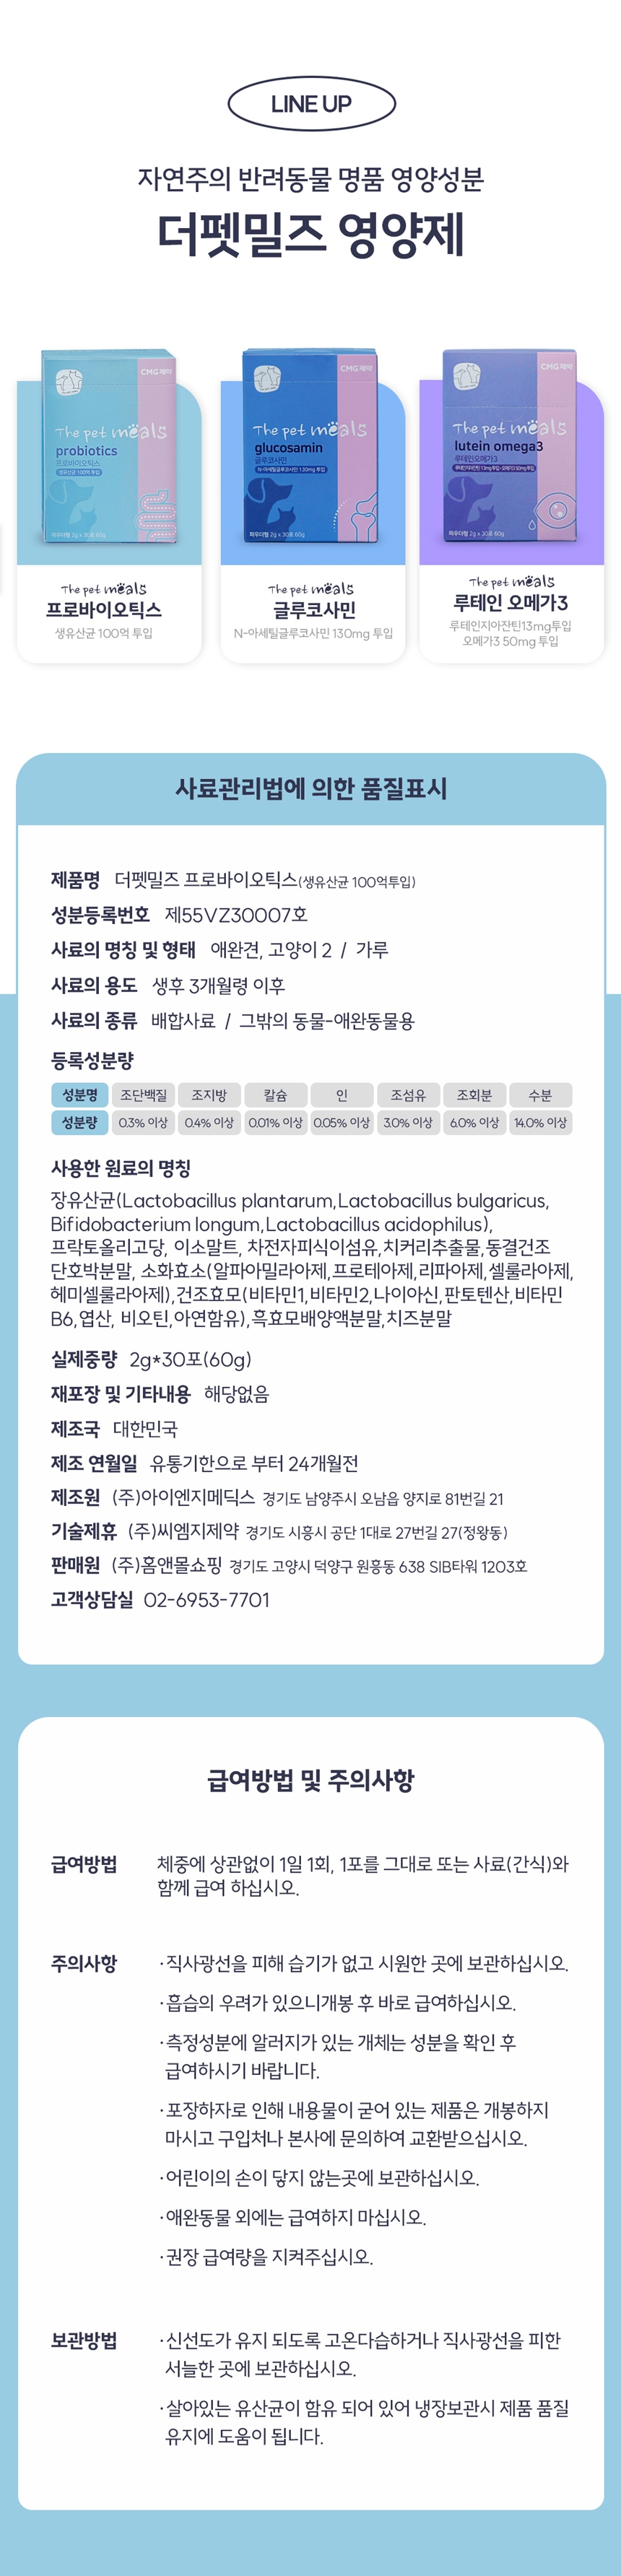 LINE UP
자연주의 반려동물 명품 영양성분
더펫밀즈 영양제
CMG제약
The pet meals
probiotics
프로바이오틱스
생유산균 100억 투입
파우더형 2g x 30포 60g
CMG제약
The pet meals
glucosamin
글루코사민
N-아세틸글루코사민 130mg 투입
파우더형 2g x 30포 60g
CMG제약
The pet meals
lutein omega3
루테인오메가3
루테인지아잔틴 13mg투입·오메가3 50mg투입
파우더형 2g x 30포 60g
The pet meals
프로바이오틱스
생유산균 100억 투입
The pet meals
글루코사민
N-아세틸글루코사민 130mg 투입
The pet meals
루테인 오메가3
루테인지아잔틴13mg투입
오메가3 50mg 투입
사료관리법에 의한 품질표시
제품명 더펫밀즈 프로바이오틱스(생유산균 100억투입)
성분등록번호 제55VZ30007호
사료의 명칭 및 형태 애완견, 고양이 2 / 가루
사료의 용도 생후 3개월령 이후
사료의 종류 배합사료 / 그밖의 동물-애완동물용
등록성분량
성분명 조단백질 조지방 칼슘 인 조섬유 조회분 수분
성분량 0.3% 이상 0.4% 이상 0.01% 이상 0.05% 이상 3.0% 이상 6.0% 이상 14.0% 이상
사용한 원료의 명칭
장유산균(Lactobacillus plantarum,Lactobacillus bulgaricus,
Bifidobacterium longum,Lactobacillus acidophilus),
프락토올리고당, 이소말트, 차전자피식이섬유,치커리추출물,동결건조
단호박분말, 소화효소(알파아밀라아제,프로테아제,리파아제,셀룰라아제,
헤미셀룰라아제),건조효모(비타민1,비타민2,나이아신,판토텐산,비타민
B6,엽산, 비오틴,아연함유),흑효모배양액분말,치즈분말
실제중량 2g*30포(60g)
재포장 및 기타내용 해당없음
제조국 대한민국
제조 연월일 유통기한으로 부터 24개월전
제조원 (주)아이엔지메딕스 경기도 남양주시 오남읍 양지로 81번길 21
기술제휴 (주)씨엠지제약 경기도 시흥시 공단 1대로 27번길 27(정왕동)
판매원 (주)홈앤몰쇼핑 경기도 고양시 덕양구 원흥동 638 SIB타워 1203호
고객상담실 02-6953-7701
급여방법 및 주의사항
급여방법 체중에 상관없이 1일 1회, 1포를 그대로 또는 사료(간식)와
함께 급여 하십시오.
주의사항 ·직사광선을 피해 습기가 없고 시원한 곳에 보관하십시오.
·흡습의 우려가 있으니개봉 후 바로 급여하십시오.
·측정성분에 알러지가 있는 개체는 성분을 확인 후
급여하시기 바랍니다.
·포장하자로 인해 내용물이 굳어 있는 제품은 개봉하지
마시고 구입처나 본사에 문의하여 교환받으십시오.
·어린이의 손이 닿지 않는곳에 보관하십시오.
·애완동물 외에는 급여하지 마십시오.
·권장 급여량을 지켜주십시오.
보관방법 ·신선도가 유지 되도록 고온다습하거나 직사광선을 피한
서늘한 곳에 보관하십시오.
·살아있는 유산균이 함유 되어 있어 냉장보관시 제품 품질
유지에 도움이 됩니다.